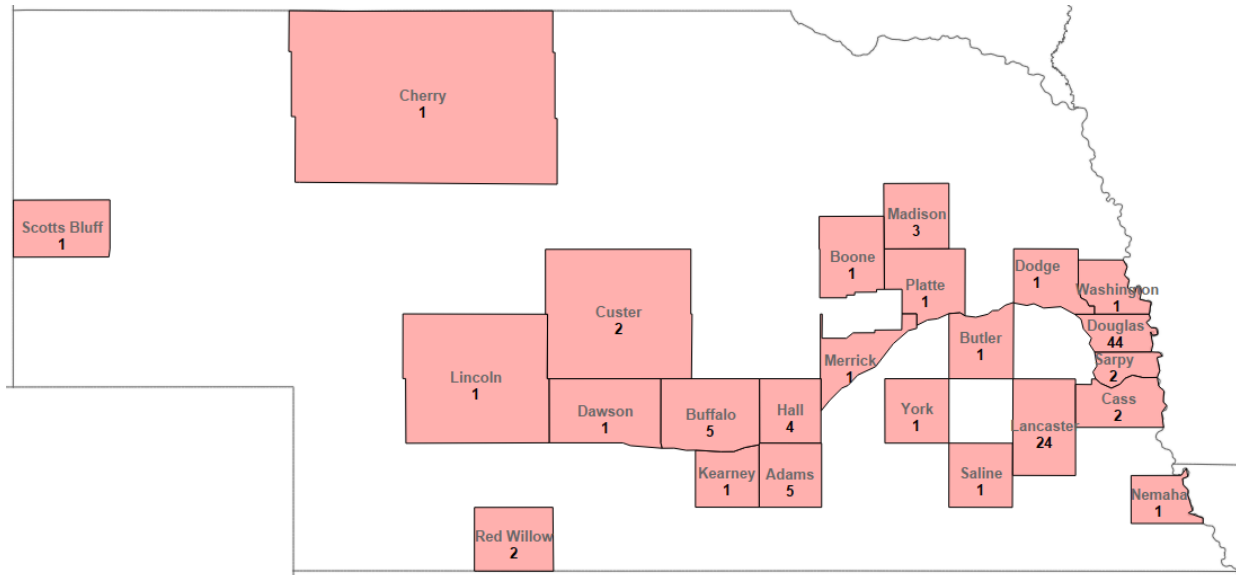 Cherry
1
Scotts Bluff
1
Madison
3
Boone
1
Dodge
1
Platte
1
Washington
1
Custer
2
Douglas
44
Butler
1
Merrick
1
Sarpy
2
Lincoln
1
Cass
2
Dawson
1
Buffalo
5
Hall
4
York
1
Lancaster
24
Kearney
1
Adams
5
Saline
1
Nemaha
1
Red Willow
2